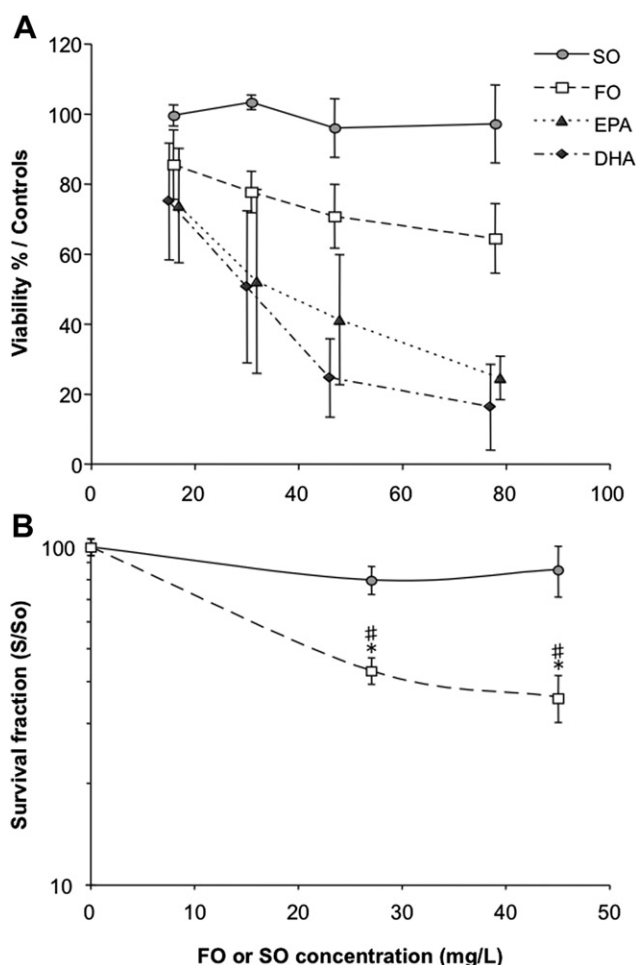 A
120
100
80
60
40
20
0
Viability % / Controls
SO
FO
EPA
DHA
0 20 40 60 80 100
B
100
10
Survival fraction (S/So)
# #
* *
0 10 20 30 40 50
FO or SO concentration (mg/L)